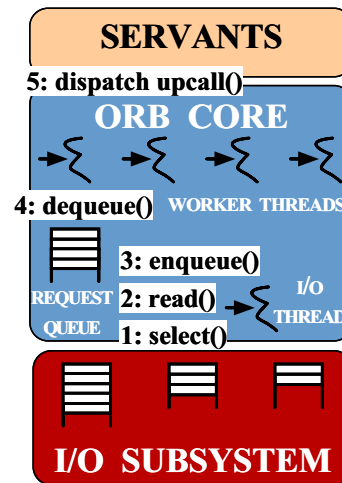 SERVANTS
5: dispatch upcall()
ORB CORE
4: dequeue()
WORKER THREADS
3: enqueue()
REQUEST
QUEUE
2: read()
I/O
THREAD
1: select()
I/O SUBSYSTEM